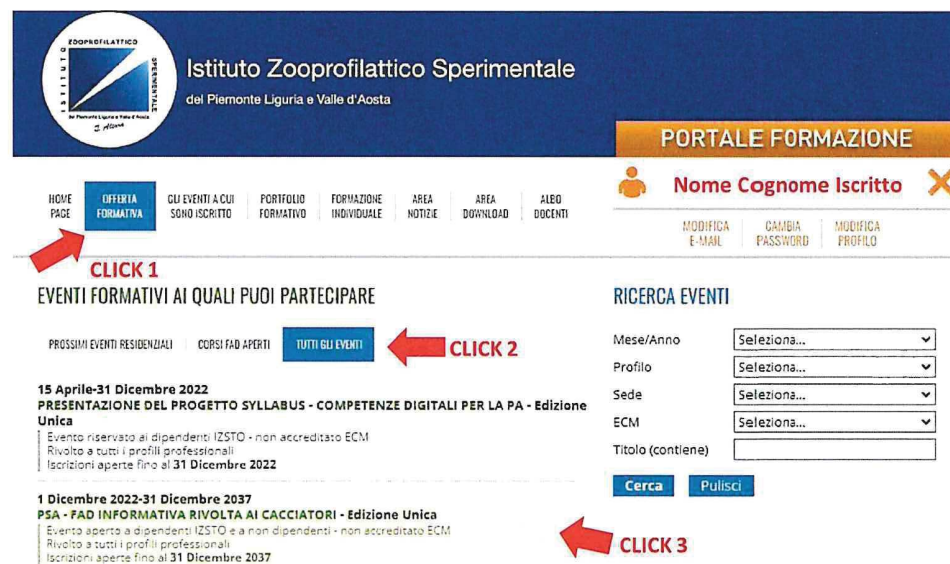 ISTITUTO ZOOPROFILATTICO SPERIMENTALE
del Piemonte Liguria e Valle d'Aosta
Istituto Zooprofilattico Sperimentale
del Piemonte Liguria e Valle d'Aosta
PORTALE FORMAZIONE
Nome Cognome Iscritto
HOME PAGE
OFFERTA FORMATIVA
GLI EVENTI A CUI SONO ISCRITTO
PORTFOLIO FORMATIVO
FORMAZIONE INDIVIDUALE
AREA NOTIZIE
AREA DOWNLOAD
ALBO DOCENTI
MODIFICA E-MAIL
CAMBIA PASSWORD
MODIFICA PROFILO
CLICK 1
EVENTI FORMATIVI AI QUALI PUOI PARTECIPARE
PROSSIMI EVENTI RESIDENZIALI
CORSI FAD APERTI
TUTTI GLI EVENTI
CLICK 2
15 Aprile-31 Dicembre 2022
PRESENTAZIONE DEL PROGETTO SYLLABUS - COMPETENZE DIGITALI PER LA PA - Edizione
Unica
Evento riservato ai dipendenti IZSTO - non accreditato ECM
Rivolto a tutti i profili professionali
Iscrizioni aperte fino al 31 Dicembre 2022
1 Dicembre 2022-31 Dicembre 2037
PSA - FAD INFORMATIVA RIVOLTA AI CACCIATORI - Edizione Unica
Evento aperto a dipendenti IZSTO e a non dipendenti - non accreditato ECM
Rivolto a tutti i profili professionali
Iscrizioni aperte fino al 31 Dicembre 2037
CLICK 3
RICERCA EVENTI
Mese/Anno Seleziona...
Profilo Seleziona...
Sede Seleziona...
ECM Seleziona...
Titolo (contiene)
Cerca Pulisci